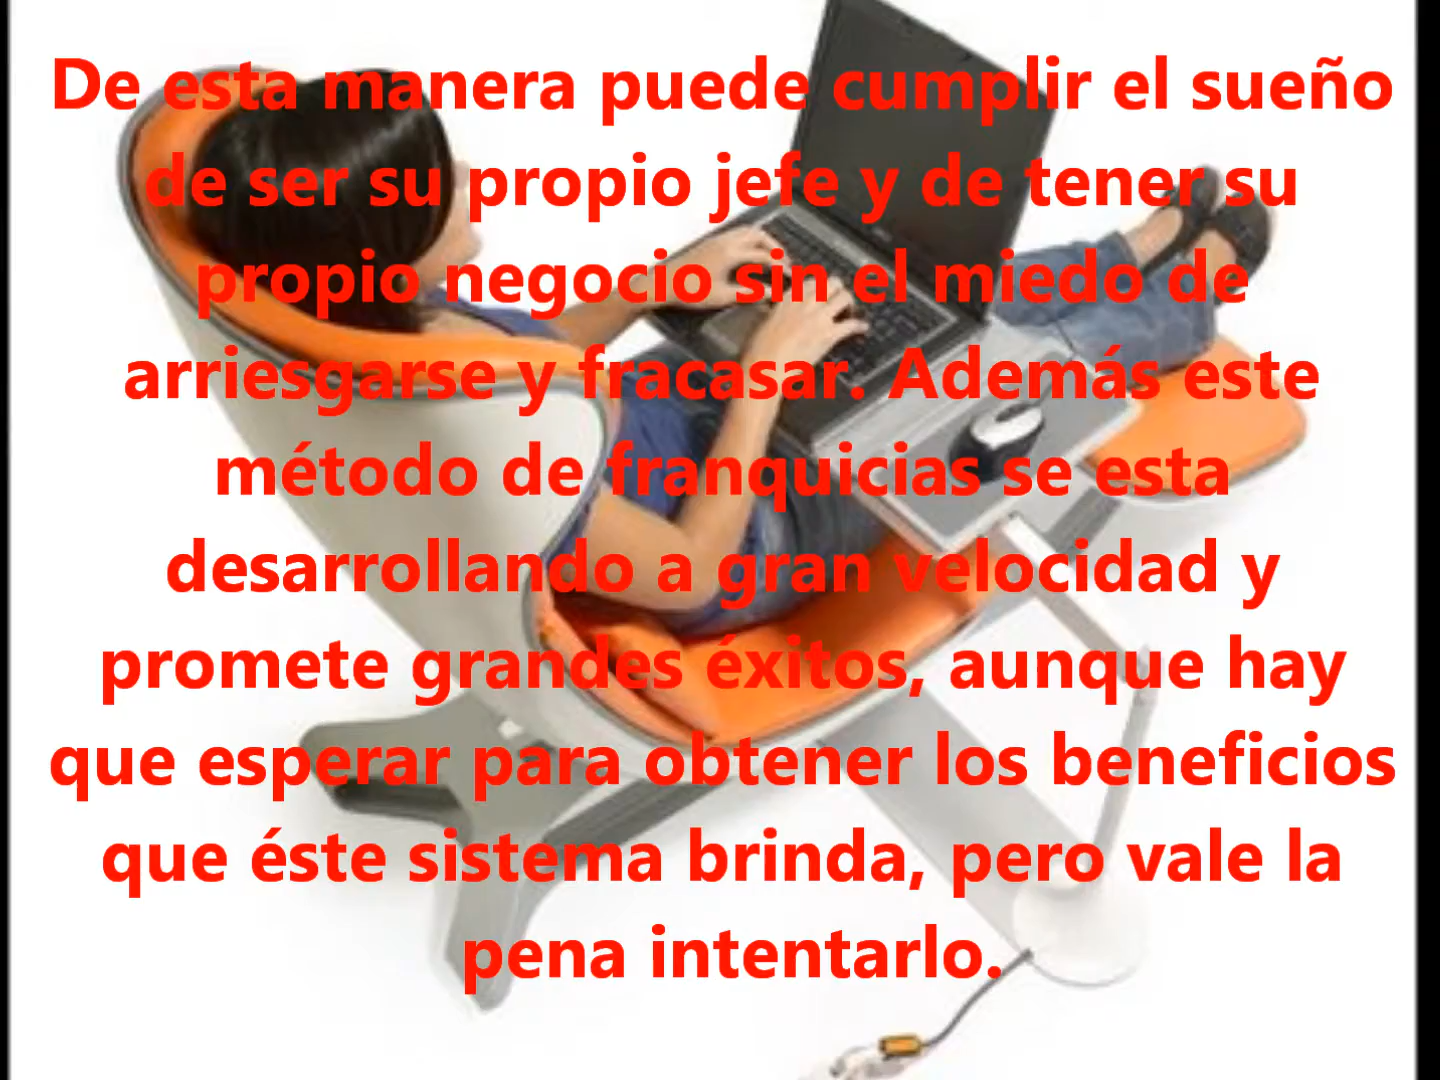 De esta manera puede cumplir el sueño
de ser su propio jefe y de tener su
propio negocio sin el miedo de
arriesgarse y fracasar. Además este
método de franquicias se esta
desarrollando a gran velocidad y
promete grandes éxitos, aunque hay
que esperar para obtener los beneficios
que éste sistema brinda, pero vale la
pena intentarlo.